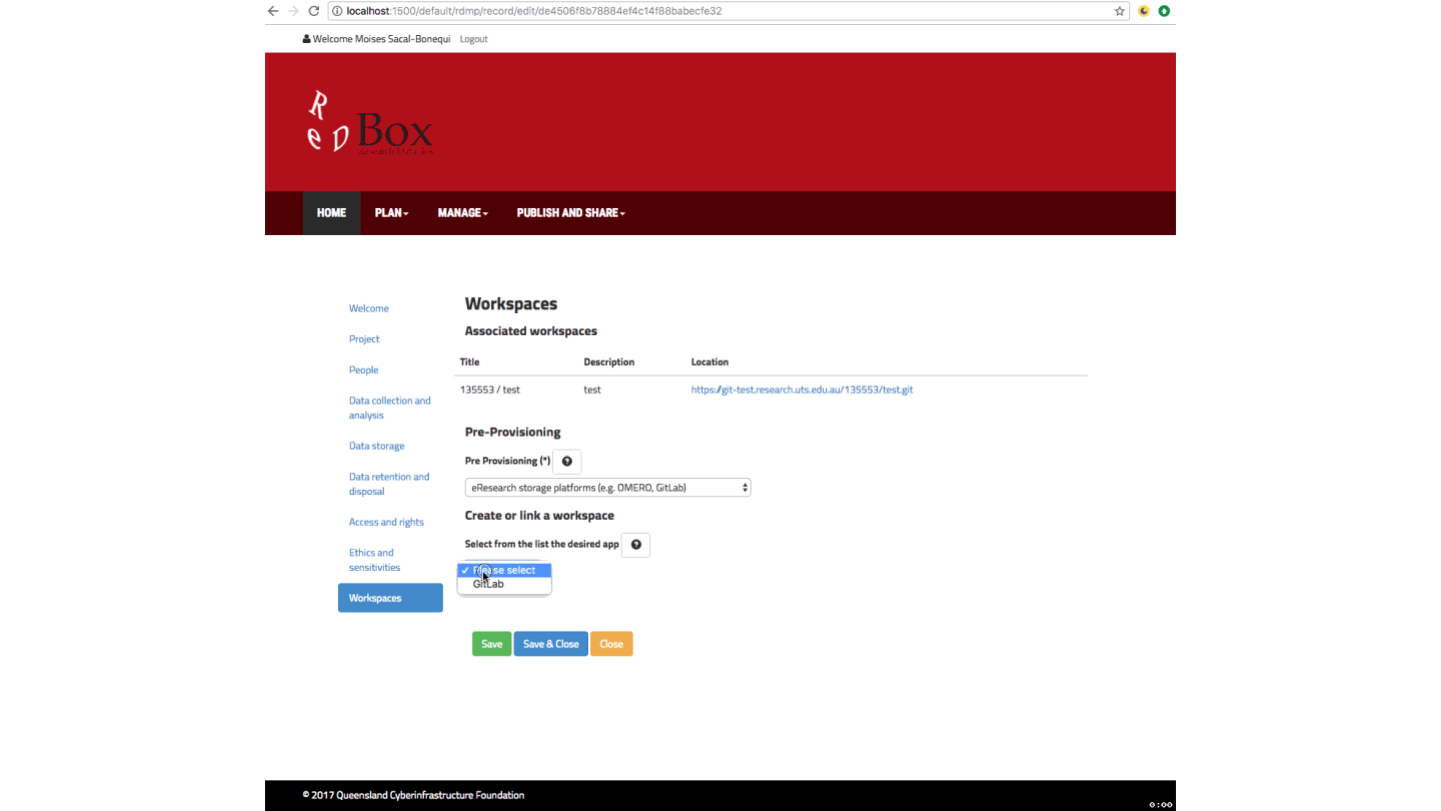 localhost:1500/default/rdmp/record/edit/de4506f8b78884ef4c14f88babecfe32
Welcome Moises Sacal-Bonequi Logout
ReD Box
HOME PLAN MANAGE PUBLISH AND SHARE
Welcome
Project
People
Data collection and
analysis
Data storage
Data retention and
disposal
Access and rights
Ethics and
sensitivities
Workspaces
Workspaces
Associated workspaces
Title Description Location
135553 / test test https://git-test.research.uts.edu.au/135553/test.git
Pre-Provisioning
Pre Provisioning (*)
eResearch storage platforms (e.g. OMERO, GitLab)
Create or link a workspace
Select from the list the desired app
Please select
GitLab
Save Save & Close Close
© 2017 Queensland Cyberinfrastructure Foundation
0:00